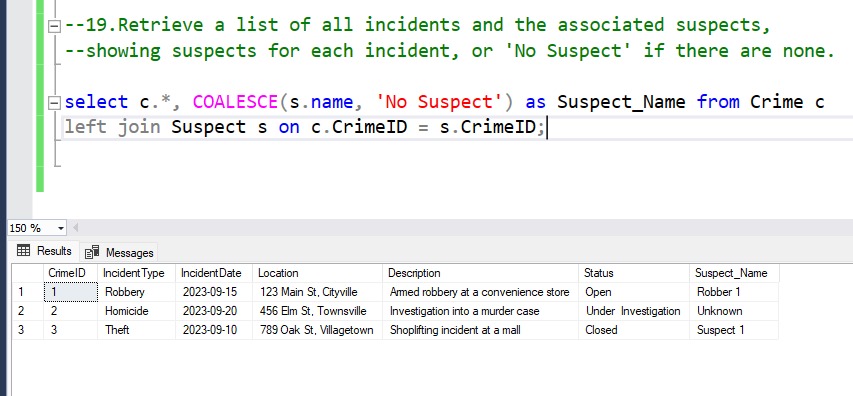 --19.Retrieve a list of all incidents and the associated suspects,
--showing suspects for each incident, or 'No Suspect' if there are none.
select c.*, COALESCE(s.name, 'No Suspect') as Suspect_Name from Crime c
left join Suspect s on c.CrimeID = s.CrimeID;
150 %
Results Messages
CrimeID IncidentType IncidentDate Location Description Status Suspect_Name
1 1 Robbery 2023-09-15 123 Main St, Cityville Armed robbery at a convenience store Open Robber 1
2 2 Homicide 2023-09-20 456 Elm St, Townsville Investigation into a murder case Under Investigation Unknown
3 3 Theft 2023-09-10 789 Oak St, Villagetown Shoplifting incident at a mall Closed Suspect 1